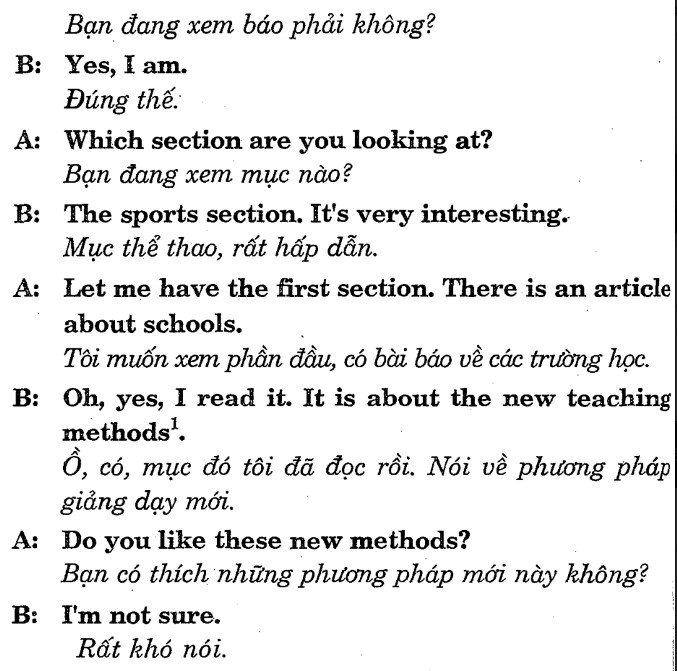 Bạn đang xem báo phải không?
B: Yes, I am.
Đúng thế.
A: Which section are you looking at?
Bạn đang xem mục nào?
B: The sports section. It's very interesting.
Mục thể thao, rất hấp dẫn.
A: Let me have the first section. There is an article
about schools.
Tôi muốn xem phần đầu, có bài báo về các trường học.
B: Oh, yes, I read it. It is about the new teaching
methods¹.
Ồ, có, mục đó tôi đã đọc rồi. Nói về phương pháp
giảng dạy mới.
A: Do you like these new methods?
Bạn có thích những phương pháp mới này không?
B: I'm not sure.
Rất khó nói.